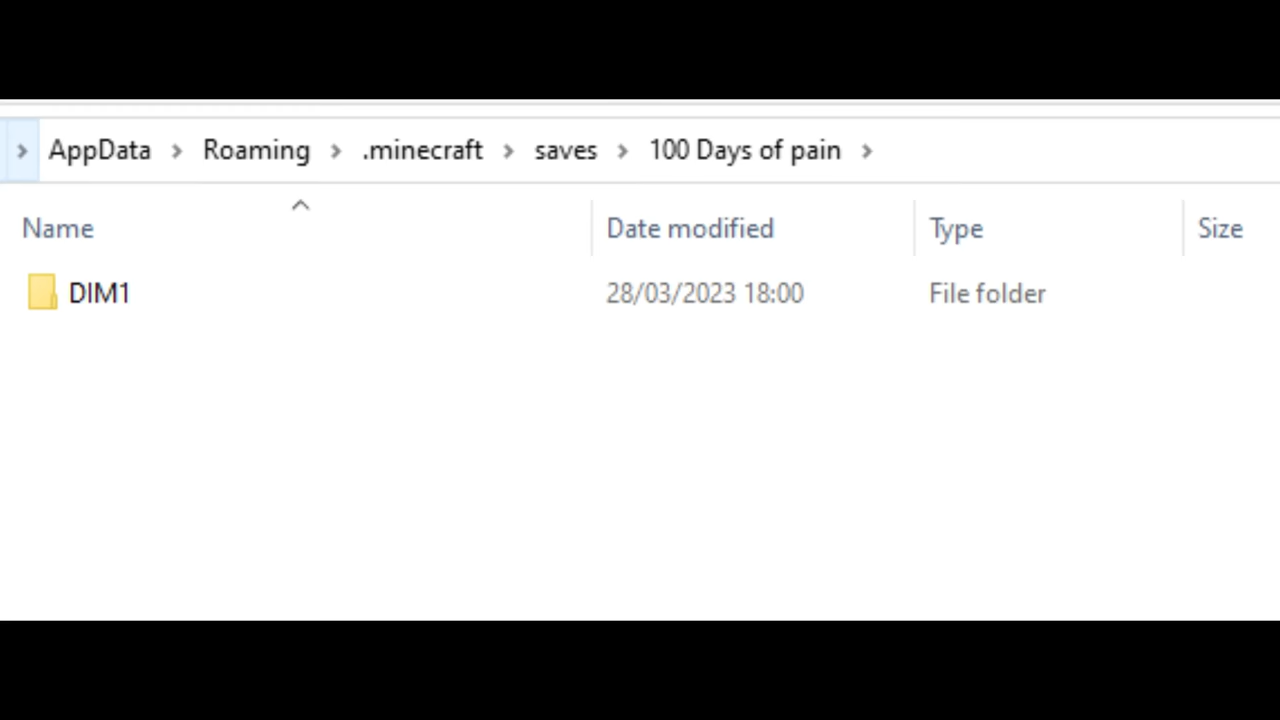 AppData > Roaming > .minecraft > saves > 100 Days of pain >
Name Date modified Type Size
DIM1 28/03/2023 18:00 File folder